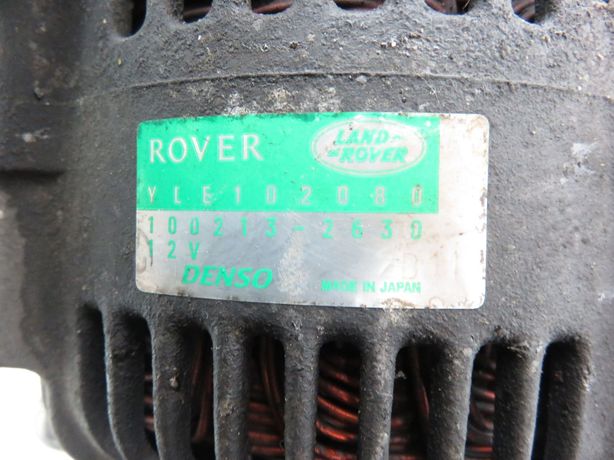 ROVER
LAND-
ROVER
YLE102080
100213-2630
12V
D
DENSO
MADE IN JAPAN